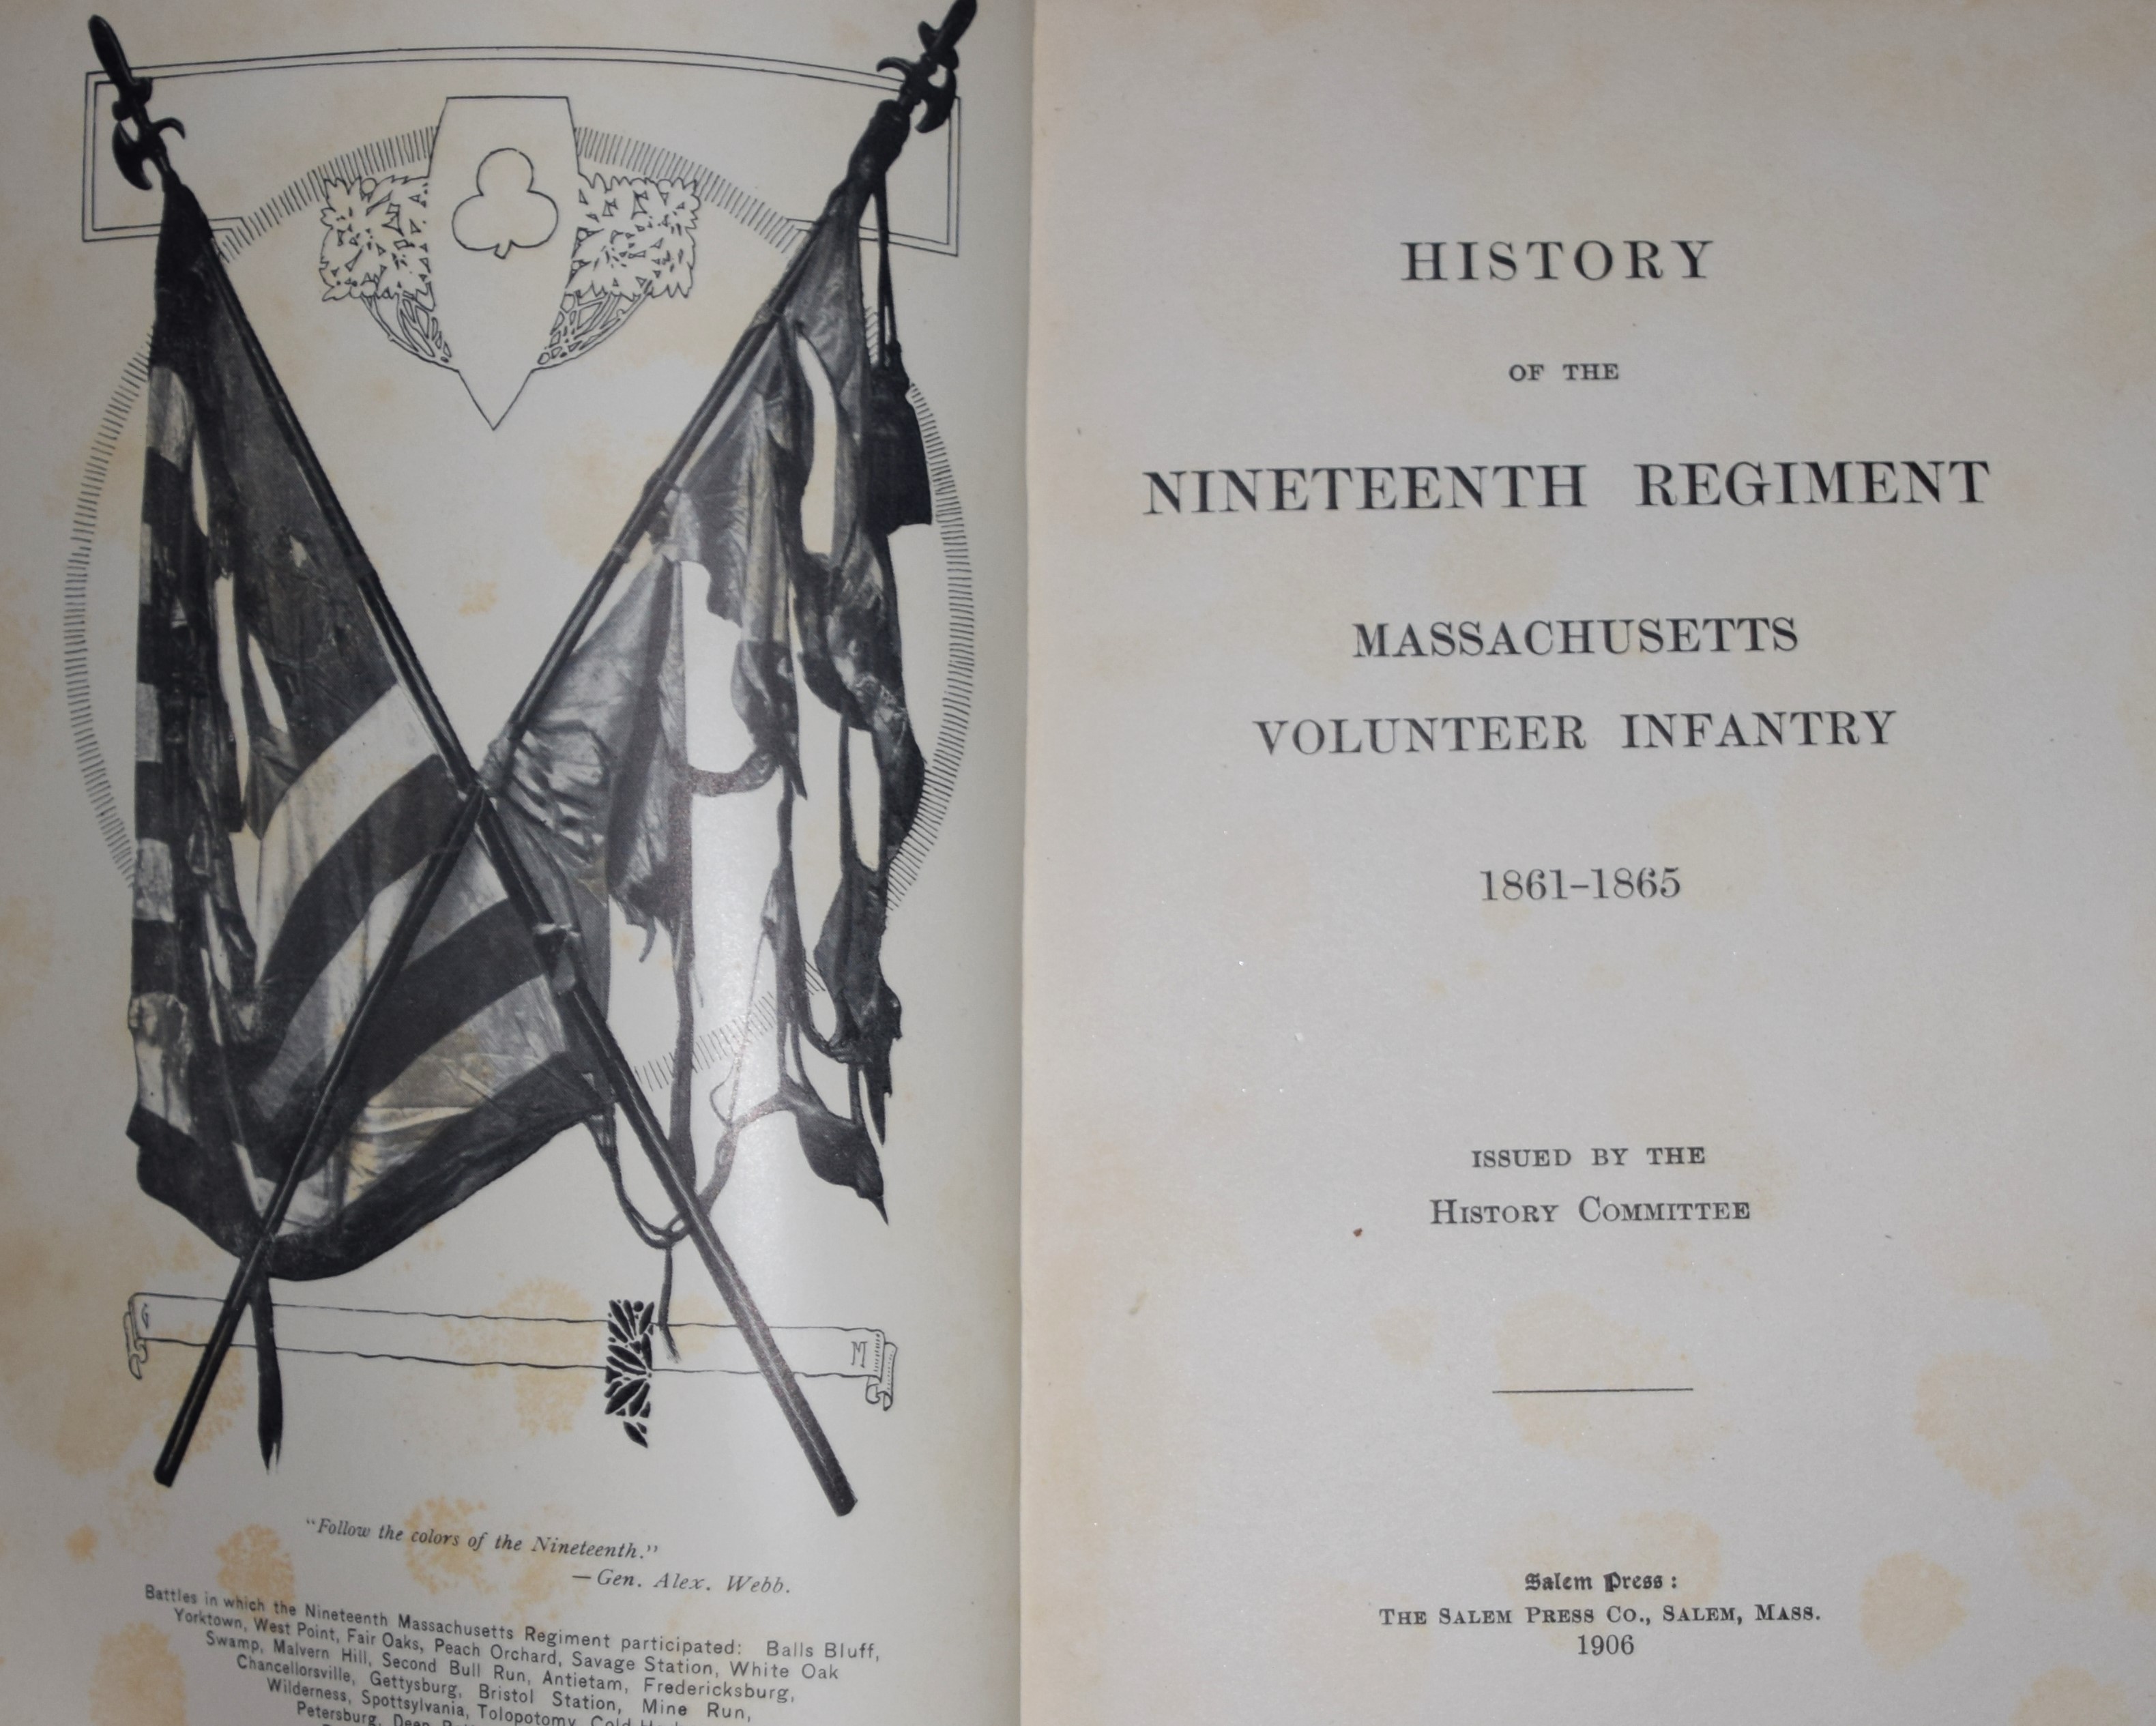 G
M
"Follow the colors of the Nineteenth."
—Gen. Alex. Webb.
Battles in which the Nineteenth Massachusetts Regiment participated: Balls Bluff,
Yorktown, West Point, Fair Oaks, Peach Orchard, Savage Station, White Oak
Swamp, Malvern Hill, Second Bull Run, Antietam, Fredericksburg,
Chancellorsville, Gettysburg, Bristol Station, Mine Run,
Wilderness, Spottsylvania, Tolopotomy, Cold
Petersburg, Deep
HISTORY
OF THE
NINETEENTH REGIMENT
MASSACHUSETTS
VOLUNTEER INFANTRY
1861–1865
ISSUED BY THE
HISTORY COMMITTEE
Salem Press:
THE SALEM PRESS CO., SALEM, MASS.
1906